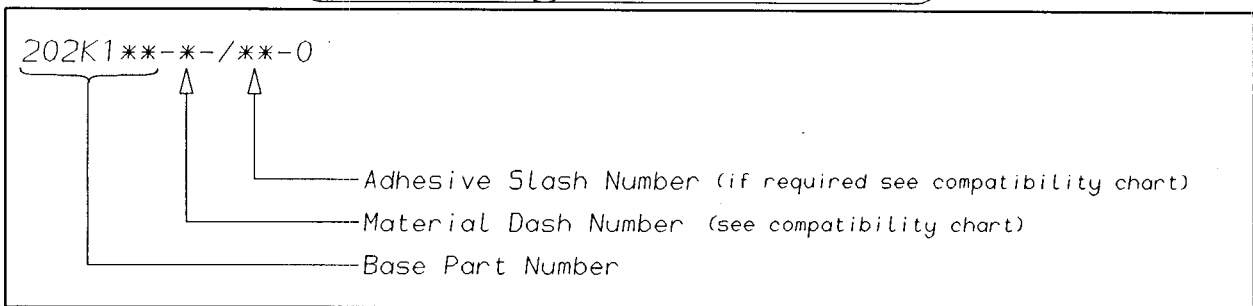 202K1**-*-/**-0
Adhesive Slash Number (if required see compatibility chart)
Material Dash Number (see compatibility chart)
Base Part Number